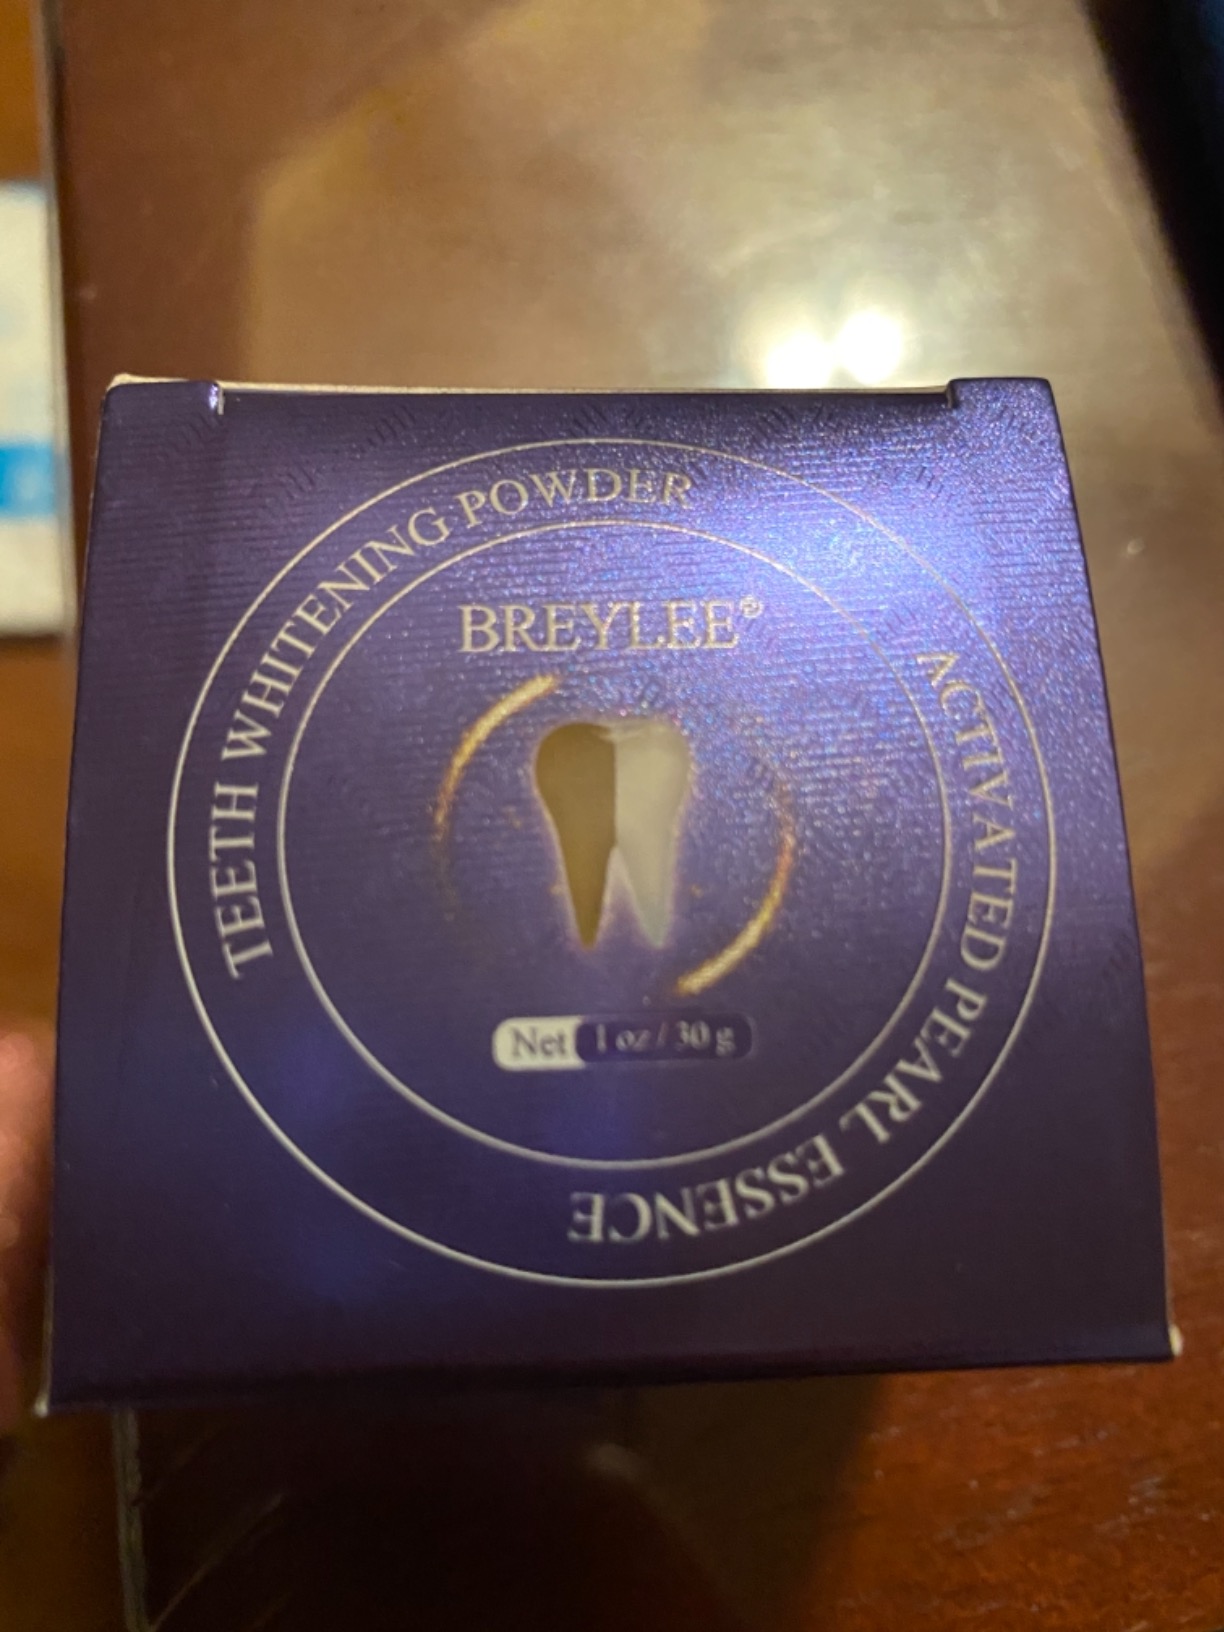 TEETH WHITENING POWDER
BREYLEE®
ACTIVATED PEARL ESSENCE
Net 1 oz / 30 g